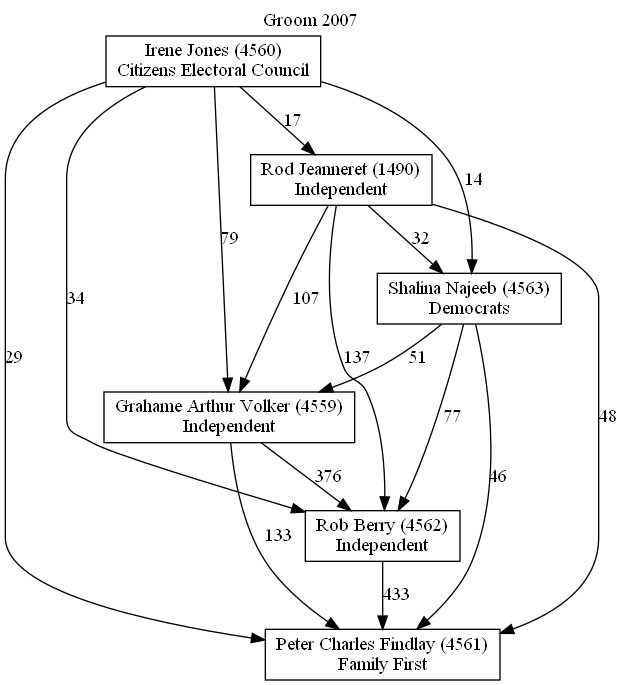 Groom 2007
Irene Jones (4560)
Citizens Electoral Council
17
Rod Jeanneret (1490)
Independent
14
79
32
Shalina Najeeb (4563)
Democrats
34
107
29
137
51
Grahame Arthur Volker (4559)
Independent
77
48
376
46
Rob Berry (4562)
Independent
133
433
Peter Charles Findlay (4561)
Family First